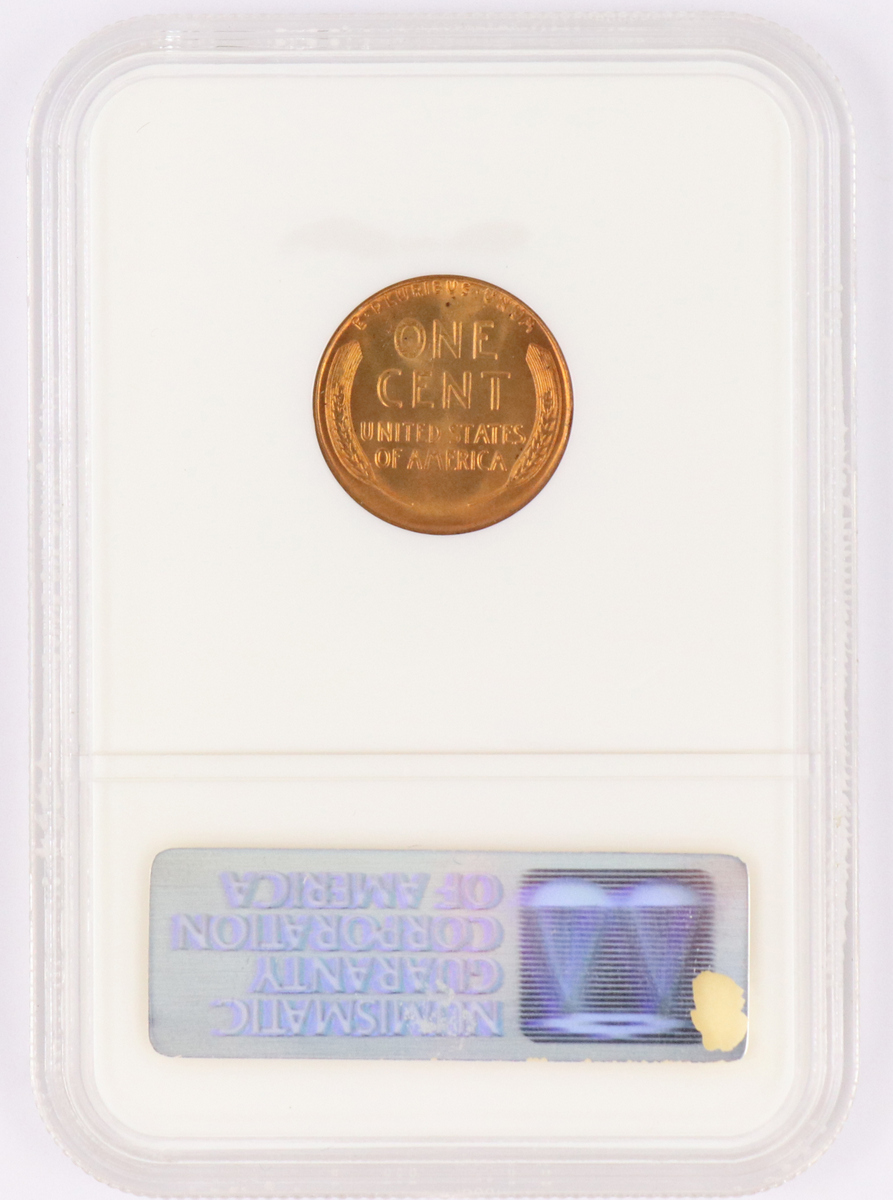 E·PLURIBUS·UNUM
ONE
CENT
UNITED STATES
OF AMERICA
NUMISMATIC
GUARANTY
CORPORATION
OF AMERICA